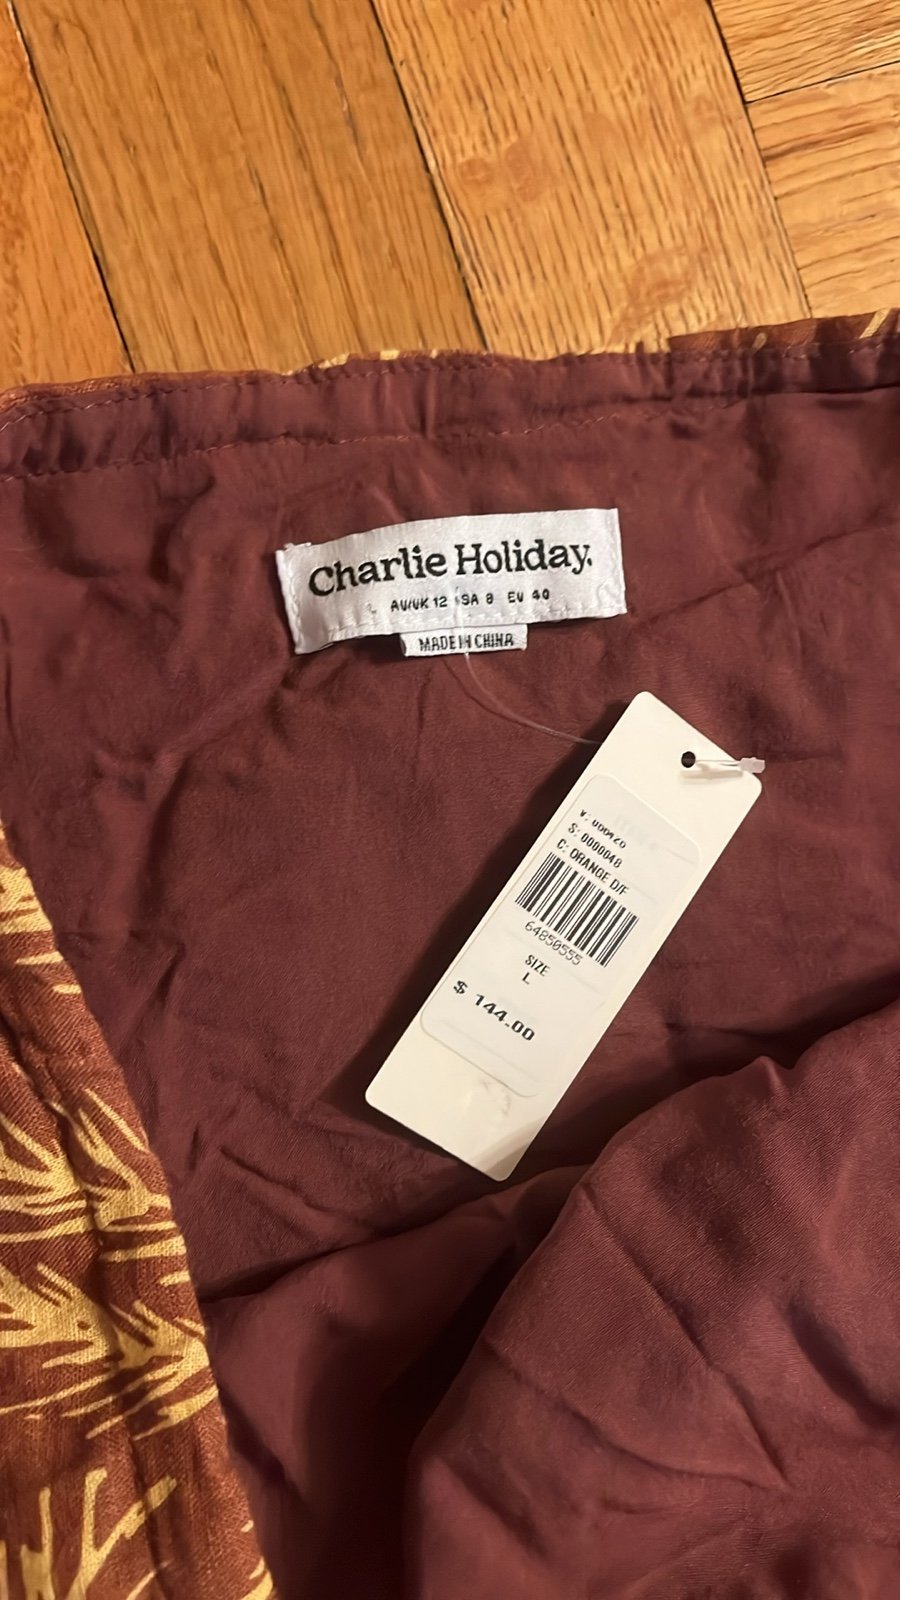 Charlie Holiday.
L AU/UK 12 USA 8 EU 40
MADE IN CHINA
S: 0000048
C: ORANGE D/F
64850555
SIZE
L
$ 144.00